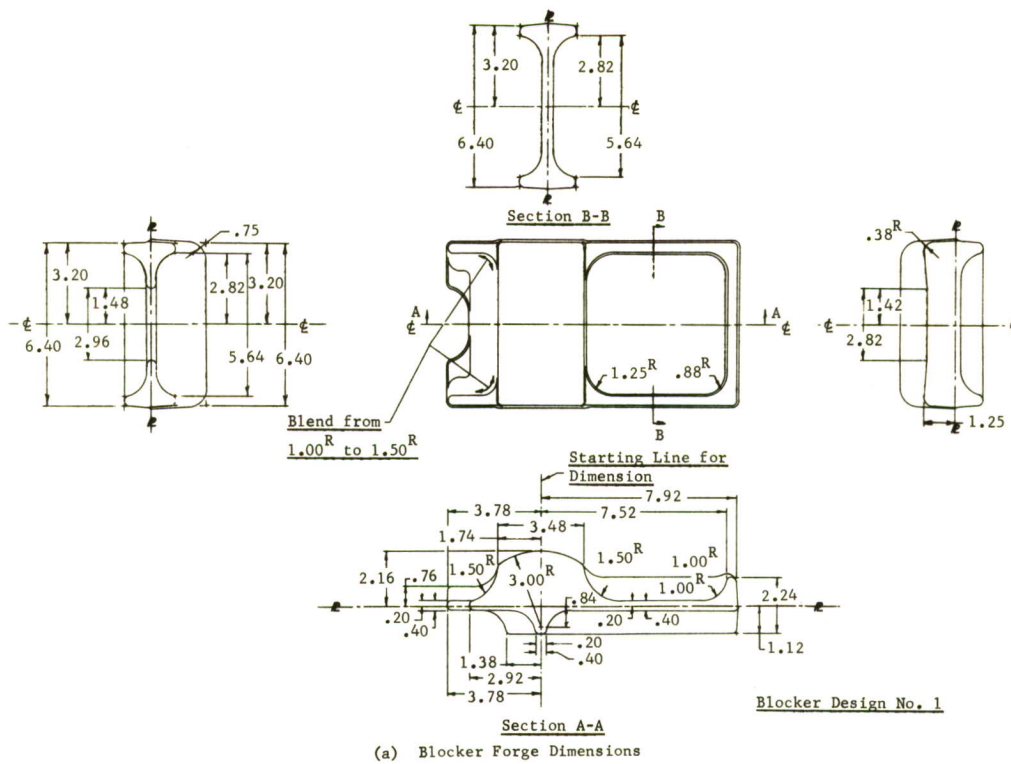 3.20
2.82
6.40
5.64
Section B-B
B
.75
3.20
1.48
2.96
6.40
2.82
3.20
5.64
6.40
A
A
1.25R
.88R
B
.38R
1.42
2.82
1.25
Blend from
1.00R to 1.50R
Starting Line for
Dimension
7.92
3.78
7.52
3.48
1.74
2.16
.76
1.50R
3.00R
1.50R
1.00R
1.00R
2.24
.84
.20
.40
.20
.40
1.12
.20
.40
1.38
2.92
3.78
Section A-A
Blocker Design No. 1
(a) Blocker Forge Dimensions